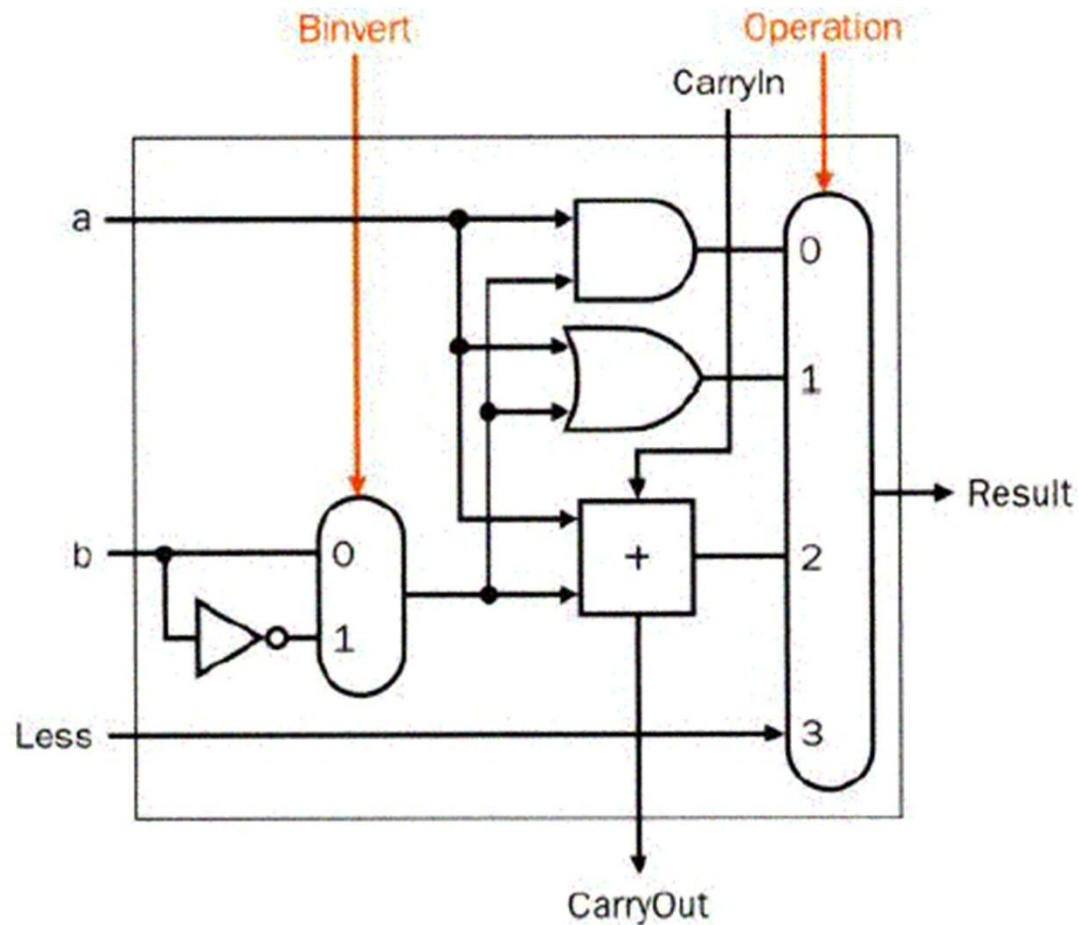 Binvert
Operation
CarryIn
a
0
1
b
0
1
+
2
Result
Less
3
CarryOut